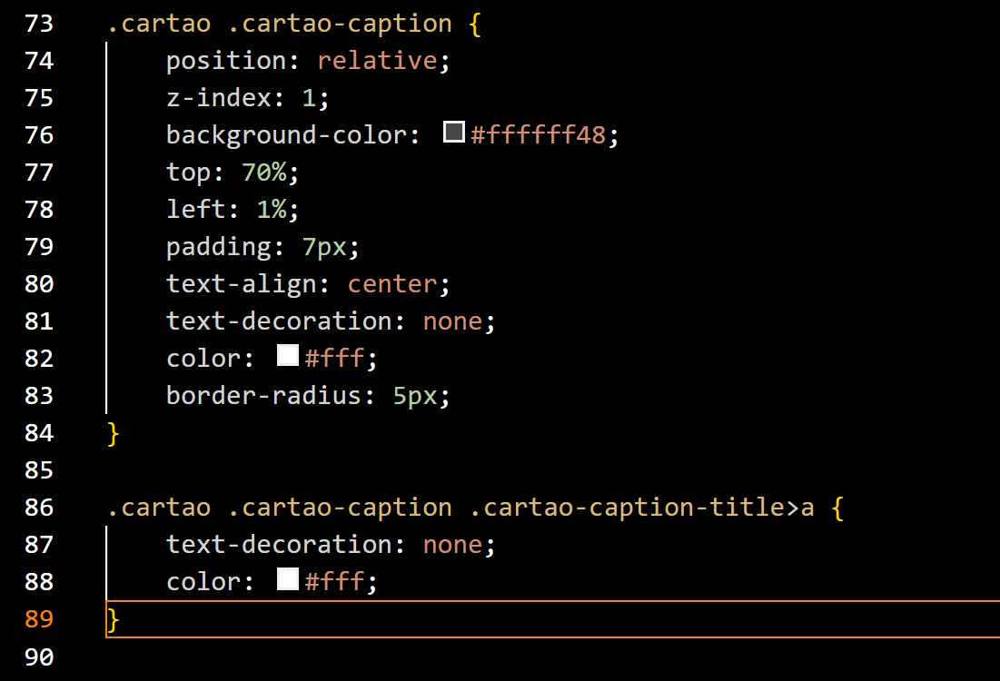 73 .cartao .cartao-caption {
74 position: relative;
75 z-index: 1;
76 background-color: #ffffff48;
77 top: 70%;
78 left: 1%;
79 padding: 7px;
80 text-align: center;
81 text-decoration: none;
82 color: #fff;
83 border-radius: 5px;
84 }
85
86 .cartao .cartao-caption .cartao-caption-title>a {
87 text-decoration: none;
88 color: #fff;
89 }
90